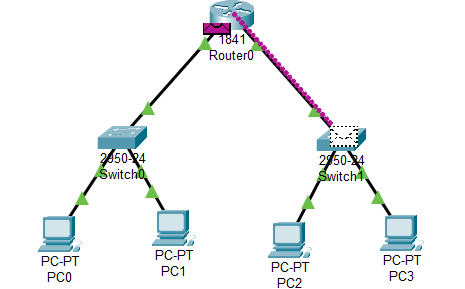 1841
Router0
2950-24
Switch0
2950-24
Switch1
PC-PT
PC0
PC-PT
PC1
PC-PT
PC2
PC-PT
PC3